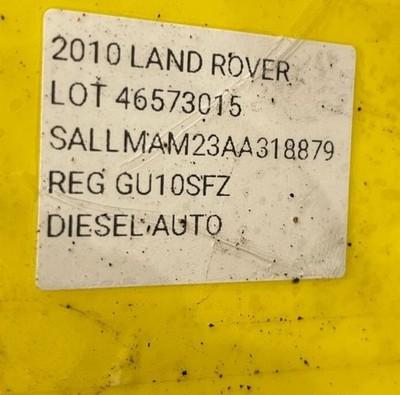 2010 LAND ROVER
LOT 46573015
SALLMAM23AA318879
REG GU10SFZ
DIESEL AUTO